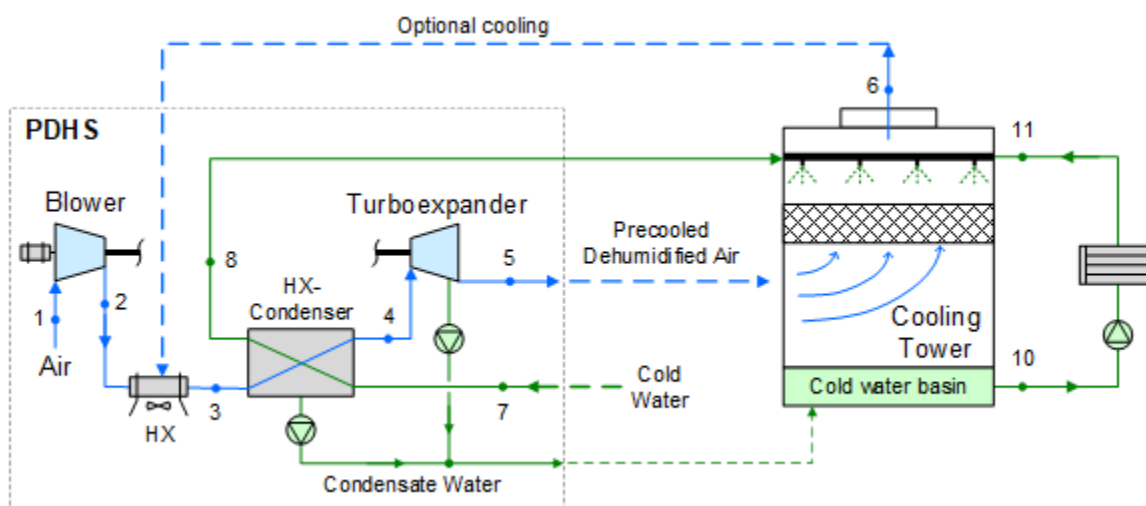 Optional cooling
PDHS
6
11
Blower
Turboexpander
8
5
Precooled
Dehumidified Air
HX-
Condenser
1
2
4
Air
Cooling
Tower
3
7
Cold
Water
10
Cold water basin
HX
Condensate Water